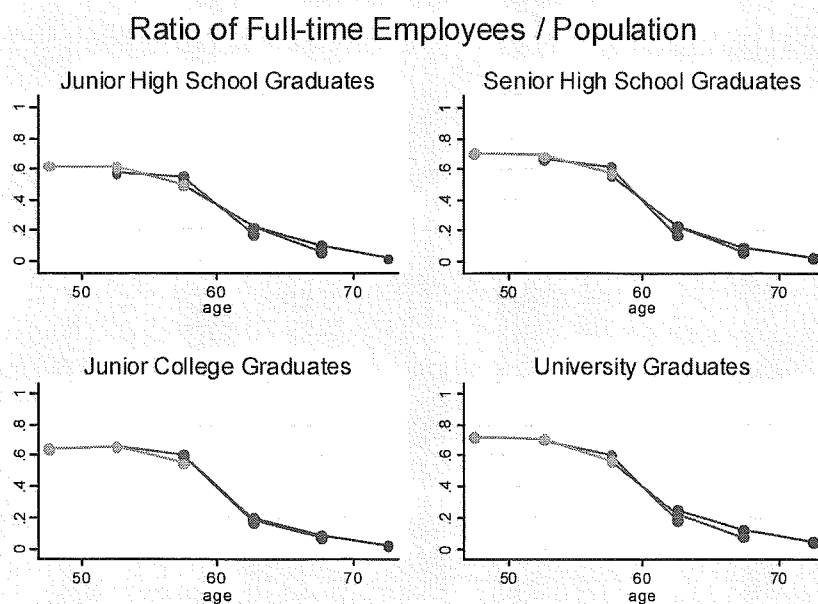 Ratio of Full-time Employees / Population
Junior High School Graduates
1
.8
.6
.4
.2
0
50 60 70
age
Senior High School Graduates
1
.8
.6
.4
.2
0
50 60 70
age
Junior College Graduates
1
.8
.6
.4
.2
0
50 60 70
age
University Graduates
1
.8
.6
.4
.2
0
50 60 70
age